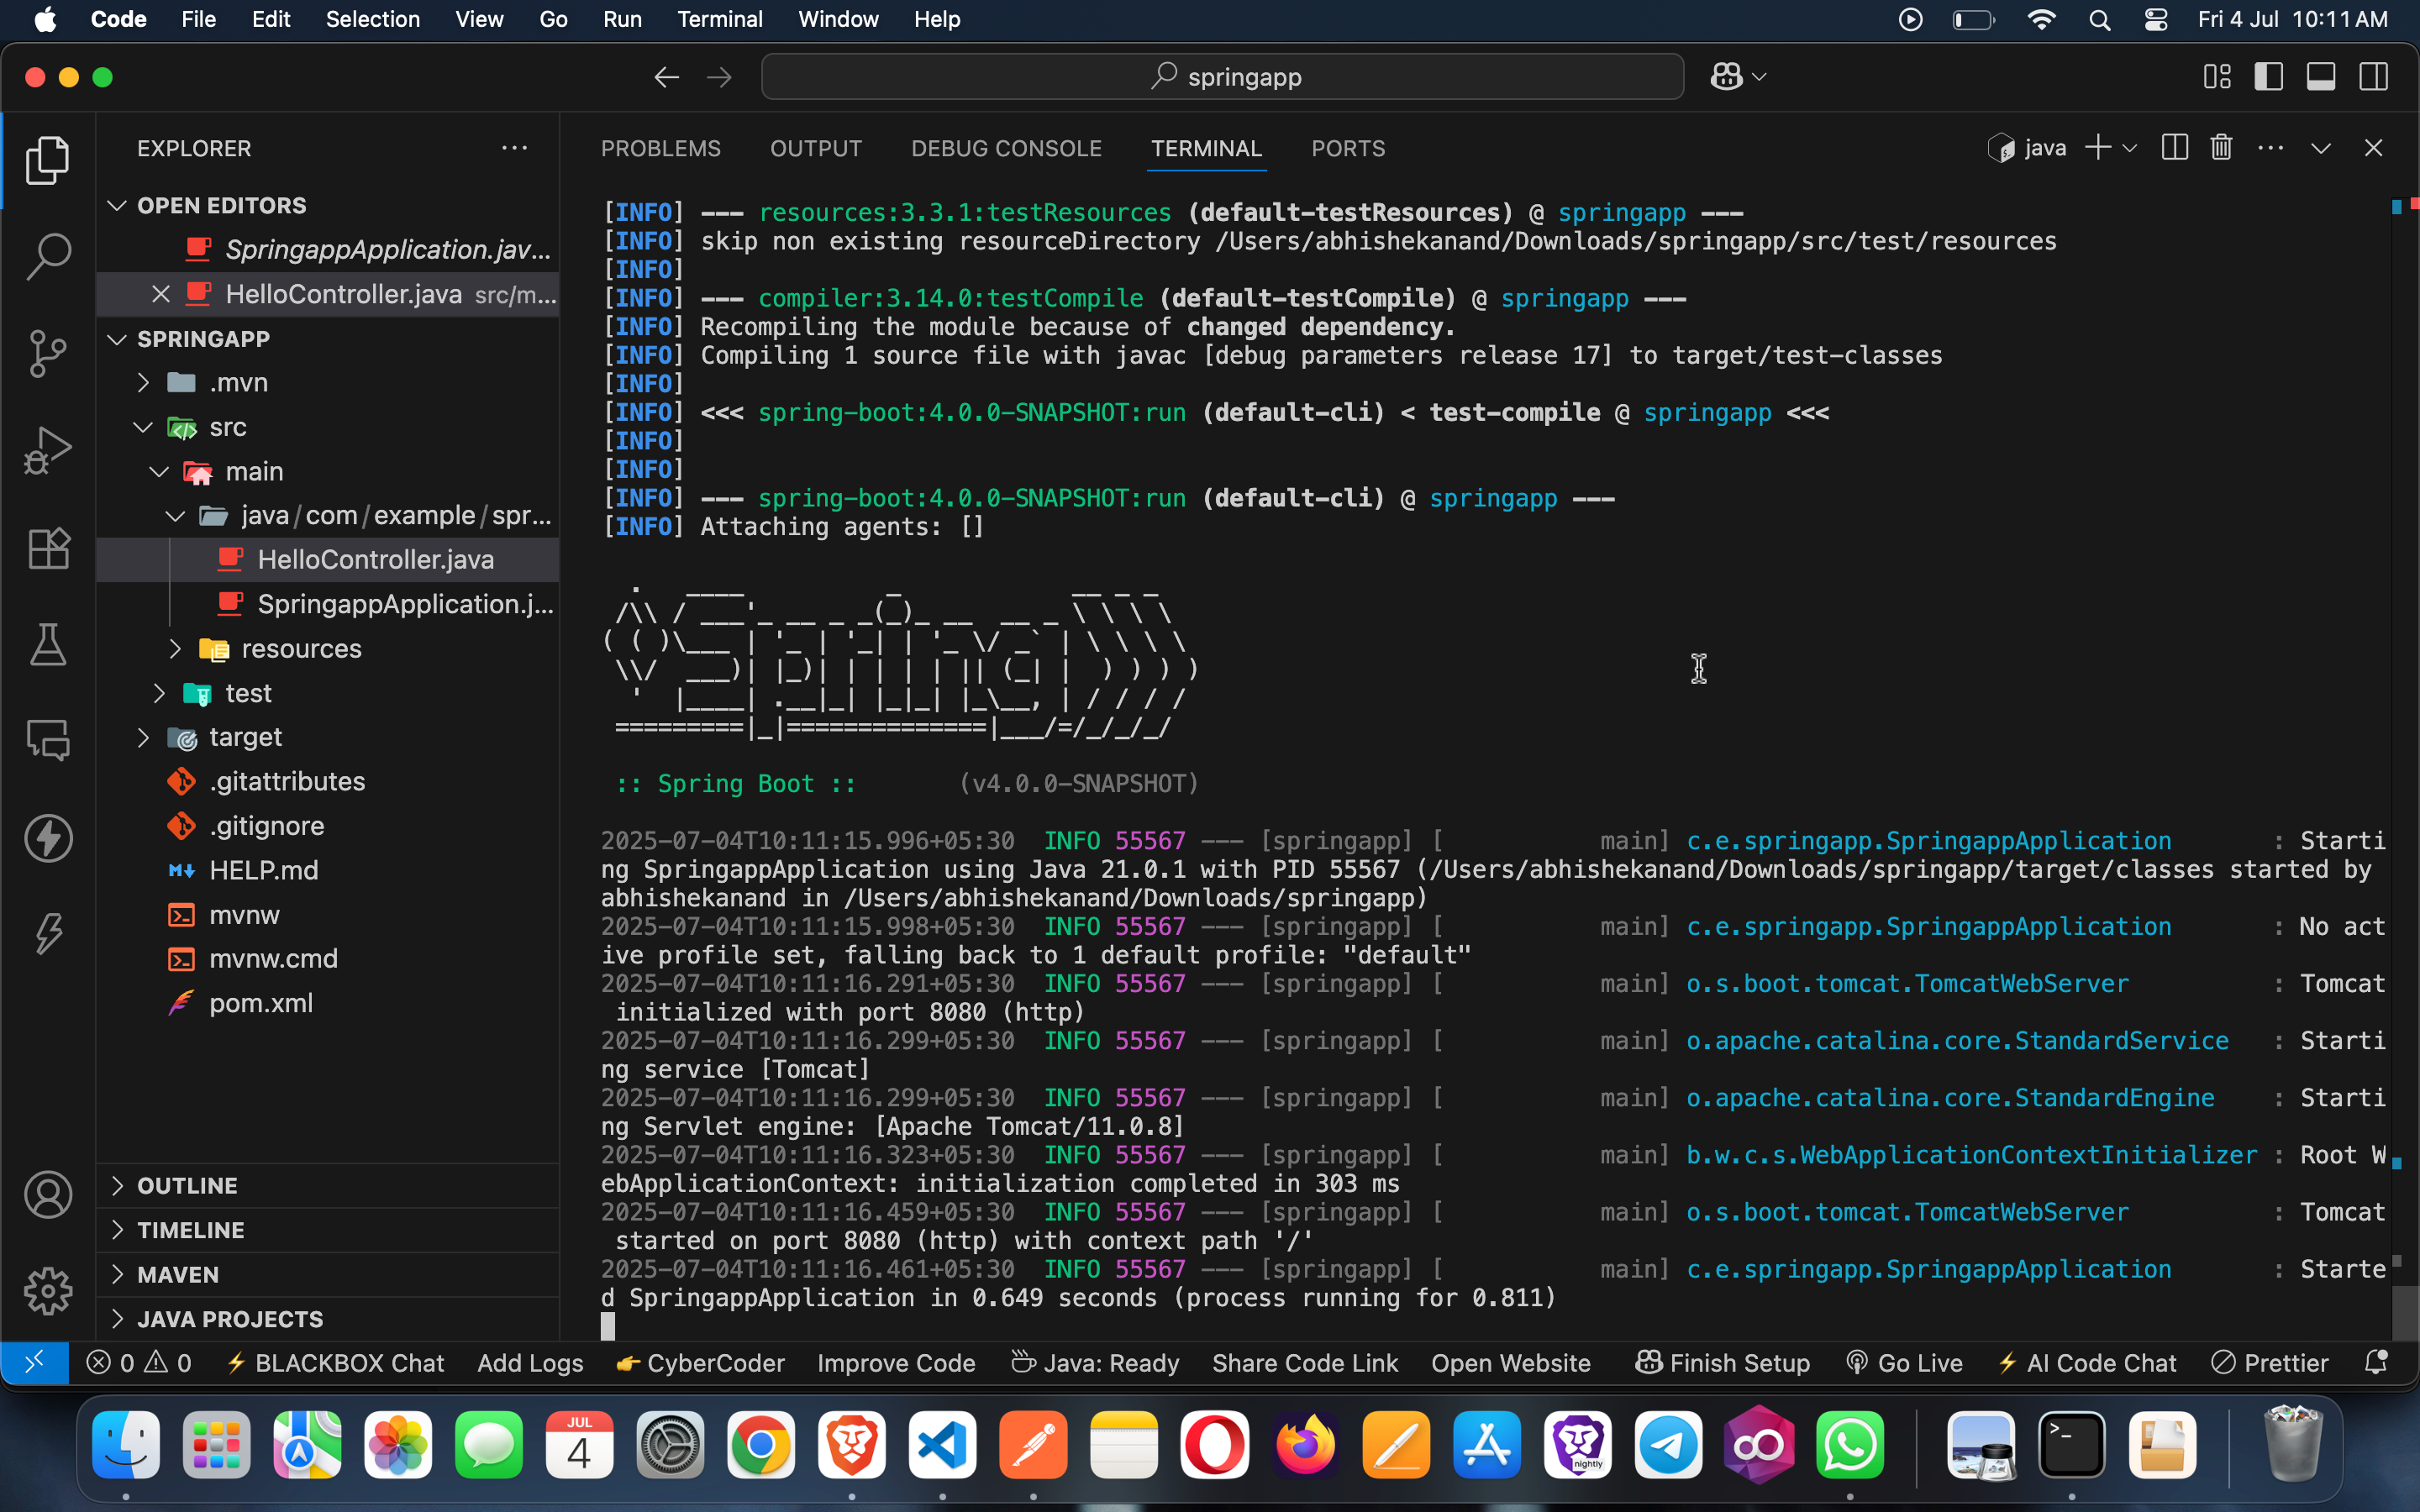 Code File Edit Selection View Go Run Terminal Window Help Fri 4 Jul 10:11 AM
springapp
EXPLORER
OPEN EDITORS
SpringappApplication.jav...
HelloController.java src/m...
SPRINGAPP
.mvn
src
main
java/com/example/spr...
HelloController.java
SpringappApplication.j...
resources
test
target
.gitattributes
.gitignore
HELP.md
mvnw
mvnw.cmd
pom.xml
OUTLINE
TIMELINE
MAVEN
JAVA PROJECTS
PROBLEMS OUTPUT DEBUG CONSOLE TERMINAL PORTS java
[INFO] --- resources:3.3.1:testResources (default-testResources) @ springapp ---
[INFO] skip non existing resourceDirectory /Users/abhishekanand/Downloads/springapp/src/test/resources
[INFO]
[INFO] --- compiler:3.14.0:testCompile (default-testCompile) @ springapp ---
[INFO] Recompiling the module because of changed dependency.
[INFO] Compiling 1 source file with javac [debug parameters release 17] to target/test-classes
[INFO]
[INFO] <<< spring-boot:4.0.0-SNAPSHOT:run (default-cli) < test-compile @ springapp <<<
[INFO]
[INFO]
[INFO] --- spring-boot:4.0.0-SNAPSHOT:run (default-cli) @ springapp ---
[INFO] Attaching agents: []
Spring
:: Spring Boot :: (v4.0.0-SNAPSHOT)
2025-07-04T10:11:15.996+05:30 INFO 55567 --- [springapp] [ main] c.e.springapp.SpringappApplication : Starti
ng SpringappApplication using Java 21.0.1 with PID 55567 (/Users/abhishekanand/Downloads/springapp/target/classes started by
abhishekanand in /Users/abhishekanand/Downloads/springapp)
2025-07-04T10:11:15.998+05:30 INFO 55567 --- [springapp] [ main] c.e.springapp.SpringappApplication : No act
ive profile set, falling back to 1 default profile: "default"
2025-07-04T10:11:16.291+05:30 INFO 55567 --- [springapp] [ main] o.s.boot.tomcat.TomcatWebServer : Tomcat
initialized with port 8080 (http)
2025-07-04T10:11:16.299+05:30 INFO 55567 --- [springapp] [ main] o.apache.catalina.core.StandardService : Starti
ng service [Tomcat]
2025-07-04T10:11:16.299+05:30 INFO 55567 --- [springapp] [ main] o.apache.catalina.core.StandardEngine : Starti
ng Servlet engine: [Apache Tomcat/11.0.8]
2025-07-04T10:11:16.323+05:30 INFO 55567 --- [springapp] [ main] b.w.c.s.WebApplicationContextInitializer : Root W
ebApplicationContext: initialization completed in 303 ms
2025-07-04T10:11:16.459+05:30 INFO 55567 --- [springapp] [ main] o.s.boot.tomcat.TomcatWebServer : Tomcat
started on port 8080 (http) with context path '/'
2025-07-04T10:11:16.461+05:30 INFO 55567 --- [springapp] [ main] c.e.springapp.SpringappApplication : Starte
d SpringappApplication in 0.649 seconds (process running for 0.811)
0 0 BLACKBOX Chat Add Logs CyberCoder Improve Code Java: Ready Share Code Link Open Website Finish Setup Go Live AI Code Chat Prettier
JUL
4
nightly